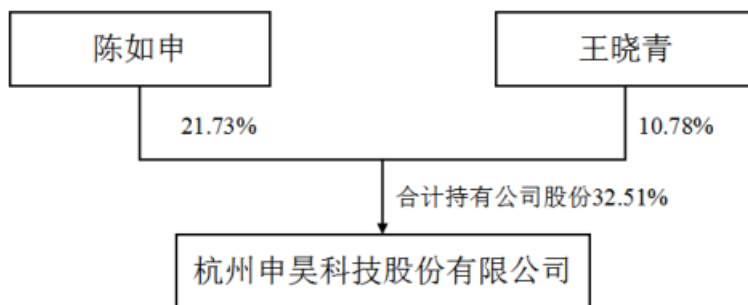 陈如申
王晓青
21.73%
10.78%
合计持有公司股份32.51%
杭州申昊科技股份有限公司